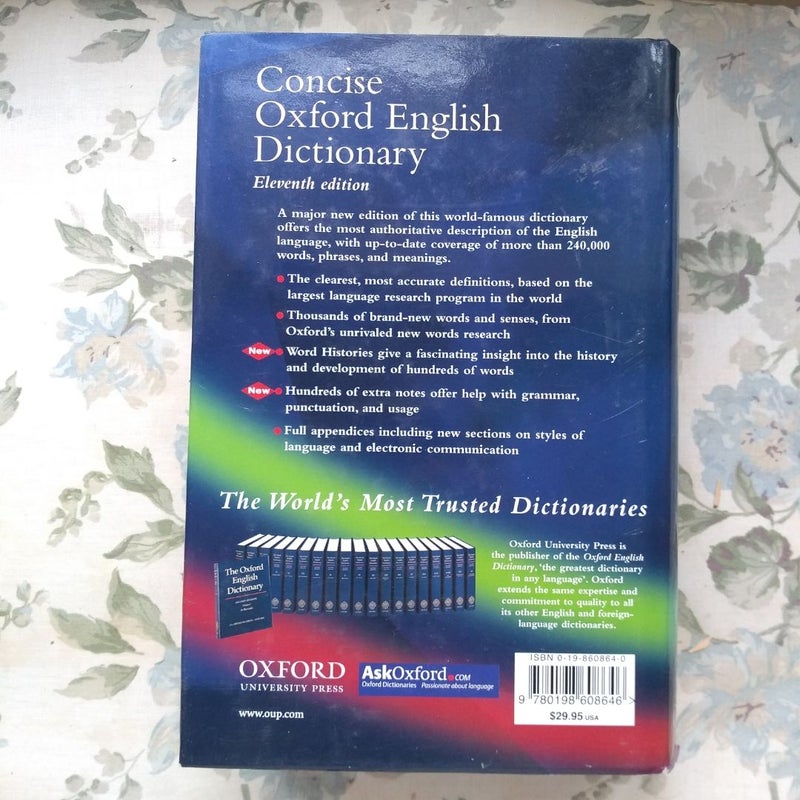 Concise
Oxford English
Dictionary
Eleventh edition
A major new edition of this world-famous dictionary
offers the most authoritative description of the English
language, with up-to-date coverage of more than 240,000
words, phrases, and meanings.
The clearest, most accurate definitions, based on the
largest language research program in the world
Thousands of brand-new words and senses, from
Oxford's unrivaled new words research
New Word Histories give a fascinating insight into the history
and development of hundreds of words
New Hundreds of extra notes offer help with grammar,
punctuation, and usage
Full appendices including new sections on styles of
language and electronic communication
The World's Most Trusted Dictionaries
The Oxford
English
Dictionary
Oxford University Press is
the publisher of the Oxford English
Dictionary, 'the greatest dictionary
in any language'. Oxford
extends the same expertise and
commitment to quality to all
its other English and foreign-
language dictionaries.
OXFORD
UNIVERSITY PRESS
www.oup.com
AskOxford.COM
Oxford Dictionaries Passionate about language
ISBN 0-19-860864-0
9 780198 608646 >
$29.95 USA